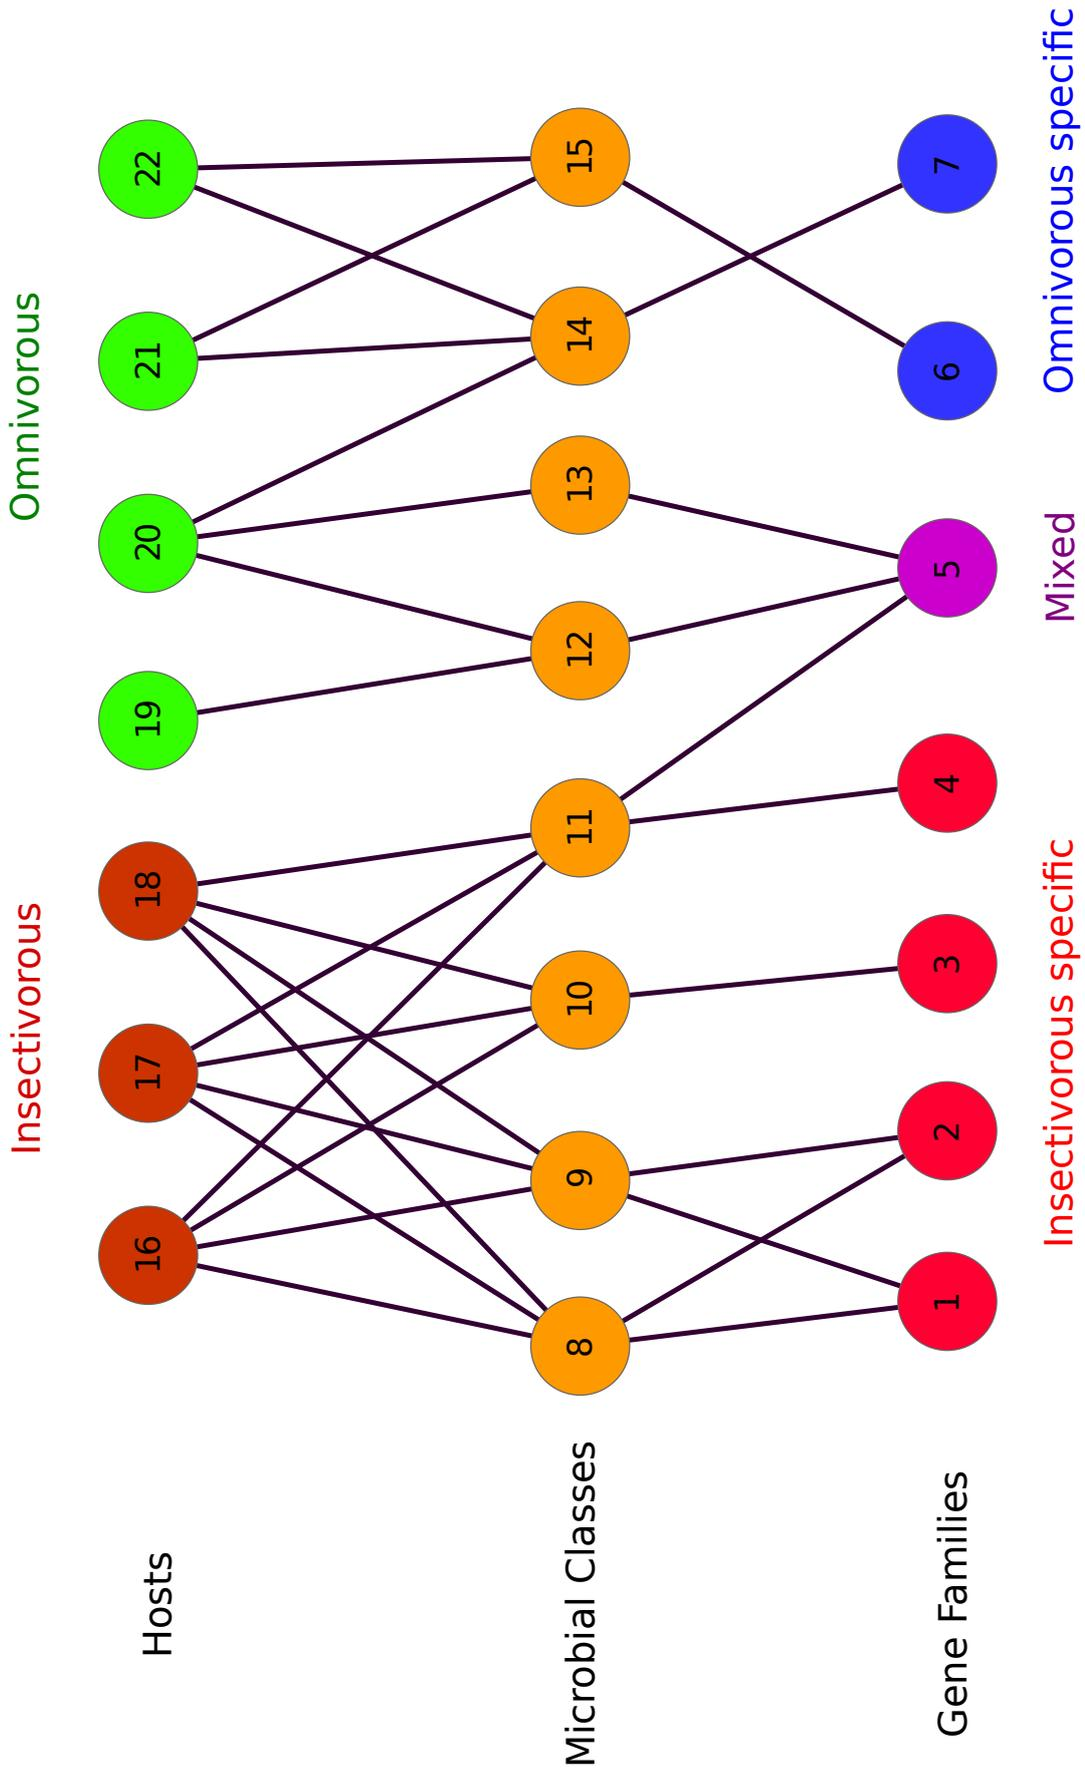 Insectivorous
Omnivorous
Hosts
16
17
18
19
20
21
22
Microbial Classes
8
9
10
11
12
13
14
15
Gene Families
1
2
3
4
5
6
7
Insectivorous specific
Mixed
Omnivorous specific